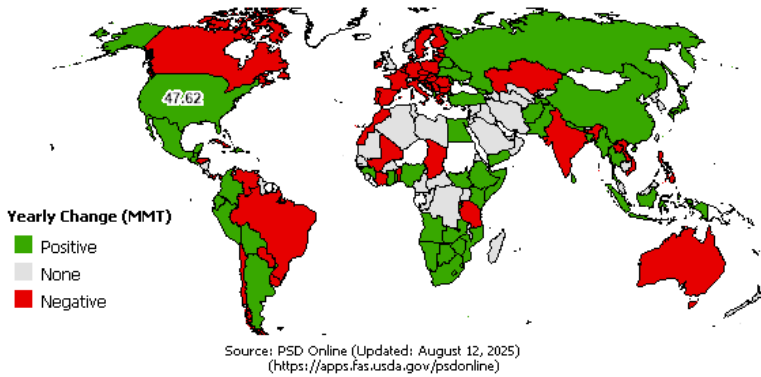 47.62
Yearly Change (MMT)
Positive
None
Negative
Source: PSD Online (Updated: August 12, 2025)
(https://apps.fas.usda.gov/psdonline)